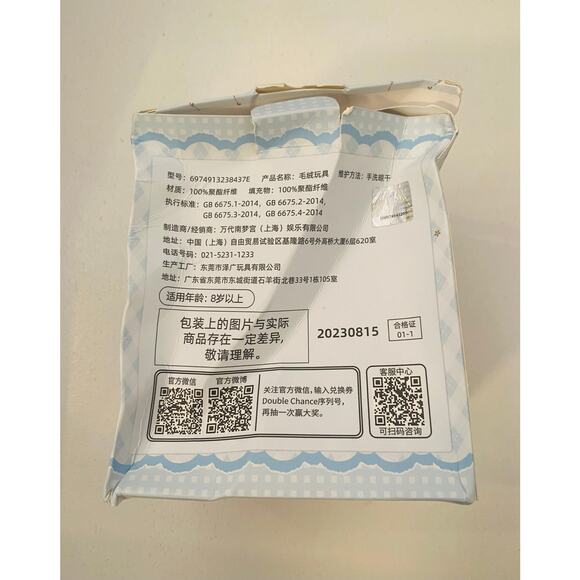 型号：6974913238437E 产品名称：毛绒玩具 维护方法：手洗晾干
材质：100%聚酯纤维 填充物：100%聚酯纤维
执行标准：GB 6675.1-2014，GB 6675.2-2014，
GB 6675.3-2014，GB 6675.4-2014
制造商/经销商：万代南梦宫（上海）娱乐有限公司
地址：中国（上海）自由贸易试验区基隆路6号外高桥大厦6层620室
电话号码：021-5231-1233
生产工厂：东莞市泽广玩具有限公司
地址：广东省东莞市东城街道石羊街北巷33号1栋105室
适用年龄：8岁以上
包装上的图片与实际
商品存在一定差异，
敬请理解。
20230815
合格证
01-1
官方微信 官方微博
关注官方微信，输入兑换券
Double Chance序列号，
再抽一次赢大奖。
客服中心
可扫码咨询